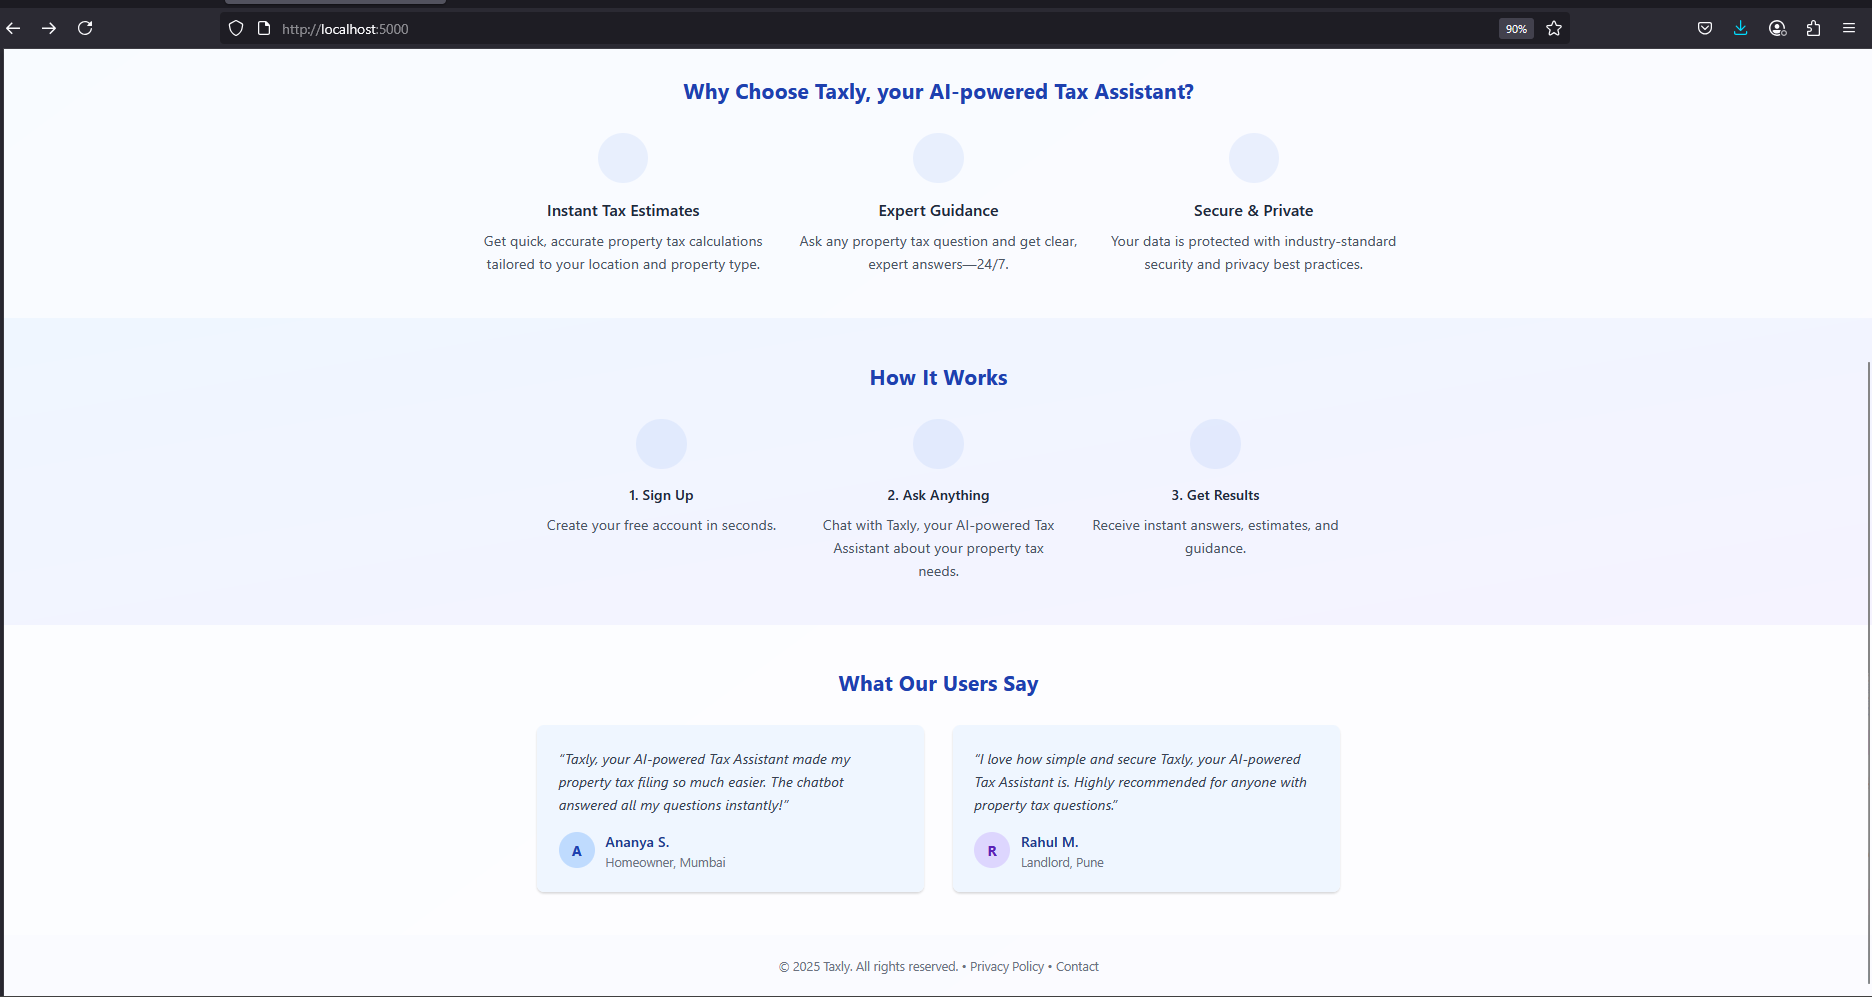 http://localhost:5000
90%
Why Choose Taxly, your AI-powered Tax Assistant?
Instant Tax Estimates
Get quick, accurate property tax calculations
tailored to your location and property type.
Expert Guidance
Ask any property tax question and get clear,
expert answers—24/7.
Secure & Private
Your data is protected with industry-standard
security and privacy best practices.
How It Works
1. Sign Up
Create your free account in seconds.
2. Ask Anything
Chat with Taxly, your AI-powered Tax
Assistant about your property tax
needs.
3. Get Results
Receive instant answers, estimates, and
guidance.
What Our Users Say
“Taxly, your AI-powered Tax Assistant made my
property tax filing so much easier. The chatbot
answered all my questions instantly!”
A
Ananya S.
Homeowner, Mumbai
“I love how simple and secure Taxly, your AI-powered
Tax Assistant is. Highly recommended for anyone with
property tax questions.”
R
Rahul M.
Landlord, Pune
© 2025 Taxly. All rights reserved. • Privacy Policy • Contact